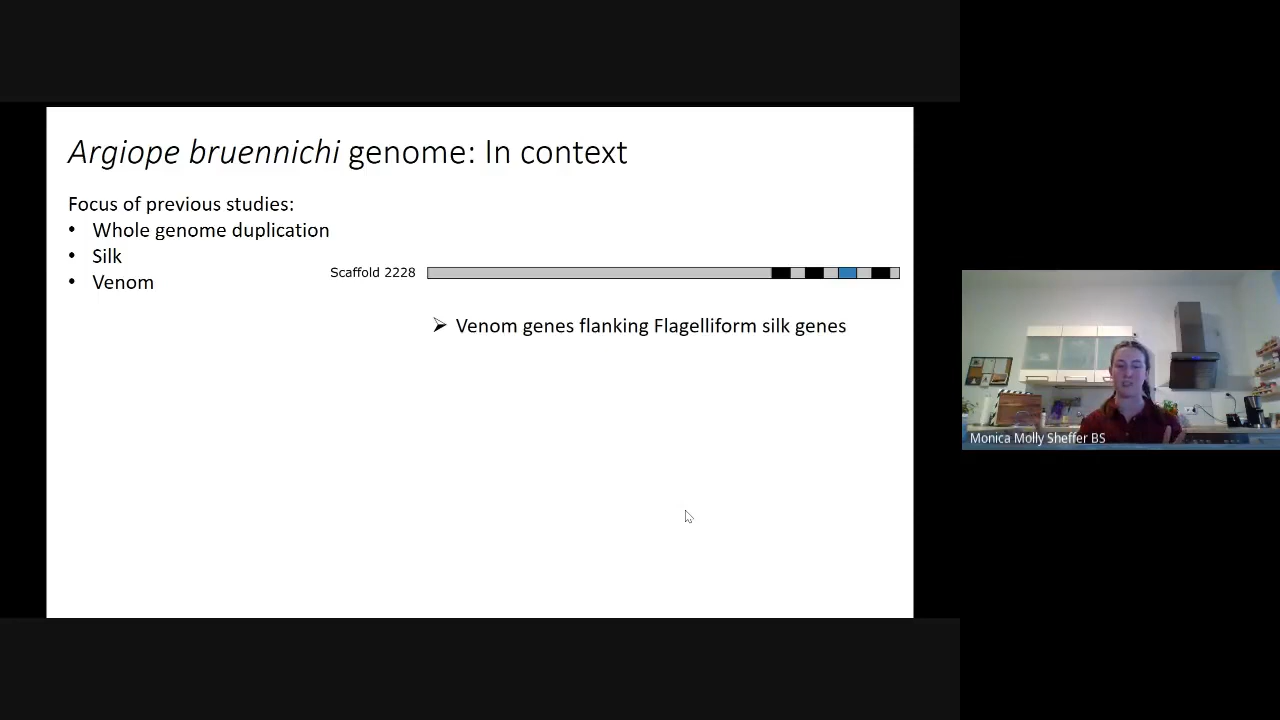 Argiope bruennichi genome: In context
Focus of previous studies:
• Whole genome duplication
• Silk
• Venom
Scaffold 2228
➢ Venom genes flanking Flagelliform silk genes
Monica Molly Sheffer BS